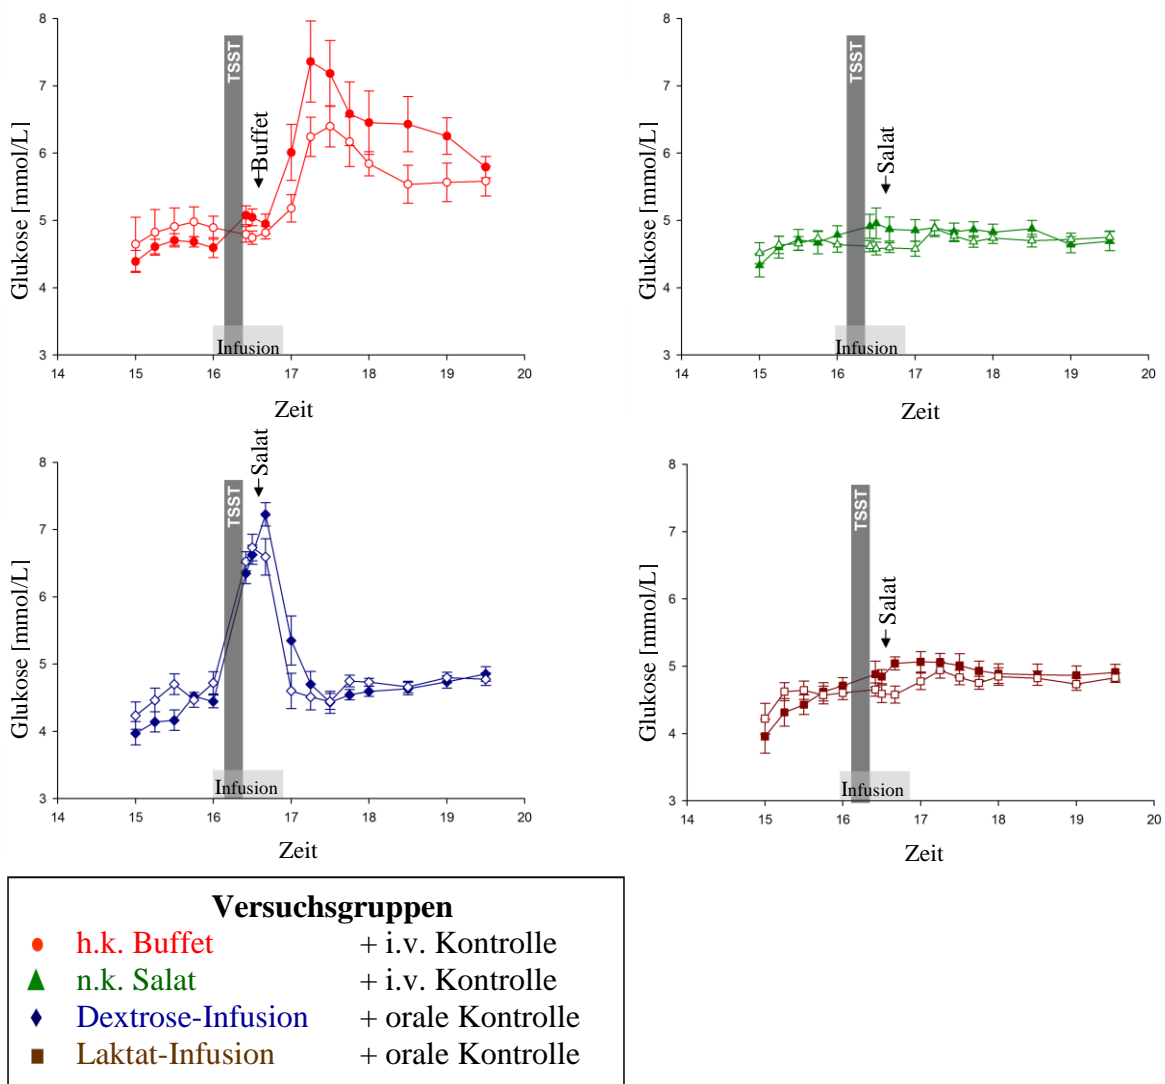 8
7
6
5
4
3
Glukose [mmol/L]
TSST
Buffet
Infusion
14 15 16 17 18 19 20
Zeit
8
7
6
5
4
3
Glukose [mmol/L]
TSST
Salat
Infusion
14 15 16 17 18 19 20
Zeit
8
7
6
5
4
3
Glukose [mmol/L]
TSST
Salat
Infusion
14 15 16 17 18 19 20
Zeit
8
7
6
5
4
3
Glukose [mmol/L]
TSST
Salat
Infusion
14 15 16 17 18 19 20
Zeit
Versuchsgruppen
h.k. Buffet + i.v. Kontrolle
n.k. Salat + i.v. Kontrolle
Dextrose-Infusion + orale Kontrolle
Laktat-Infusion + orale Kontrolle